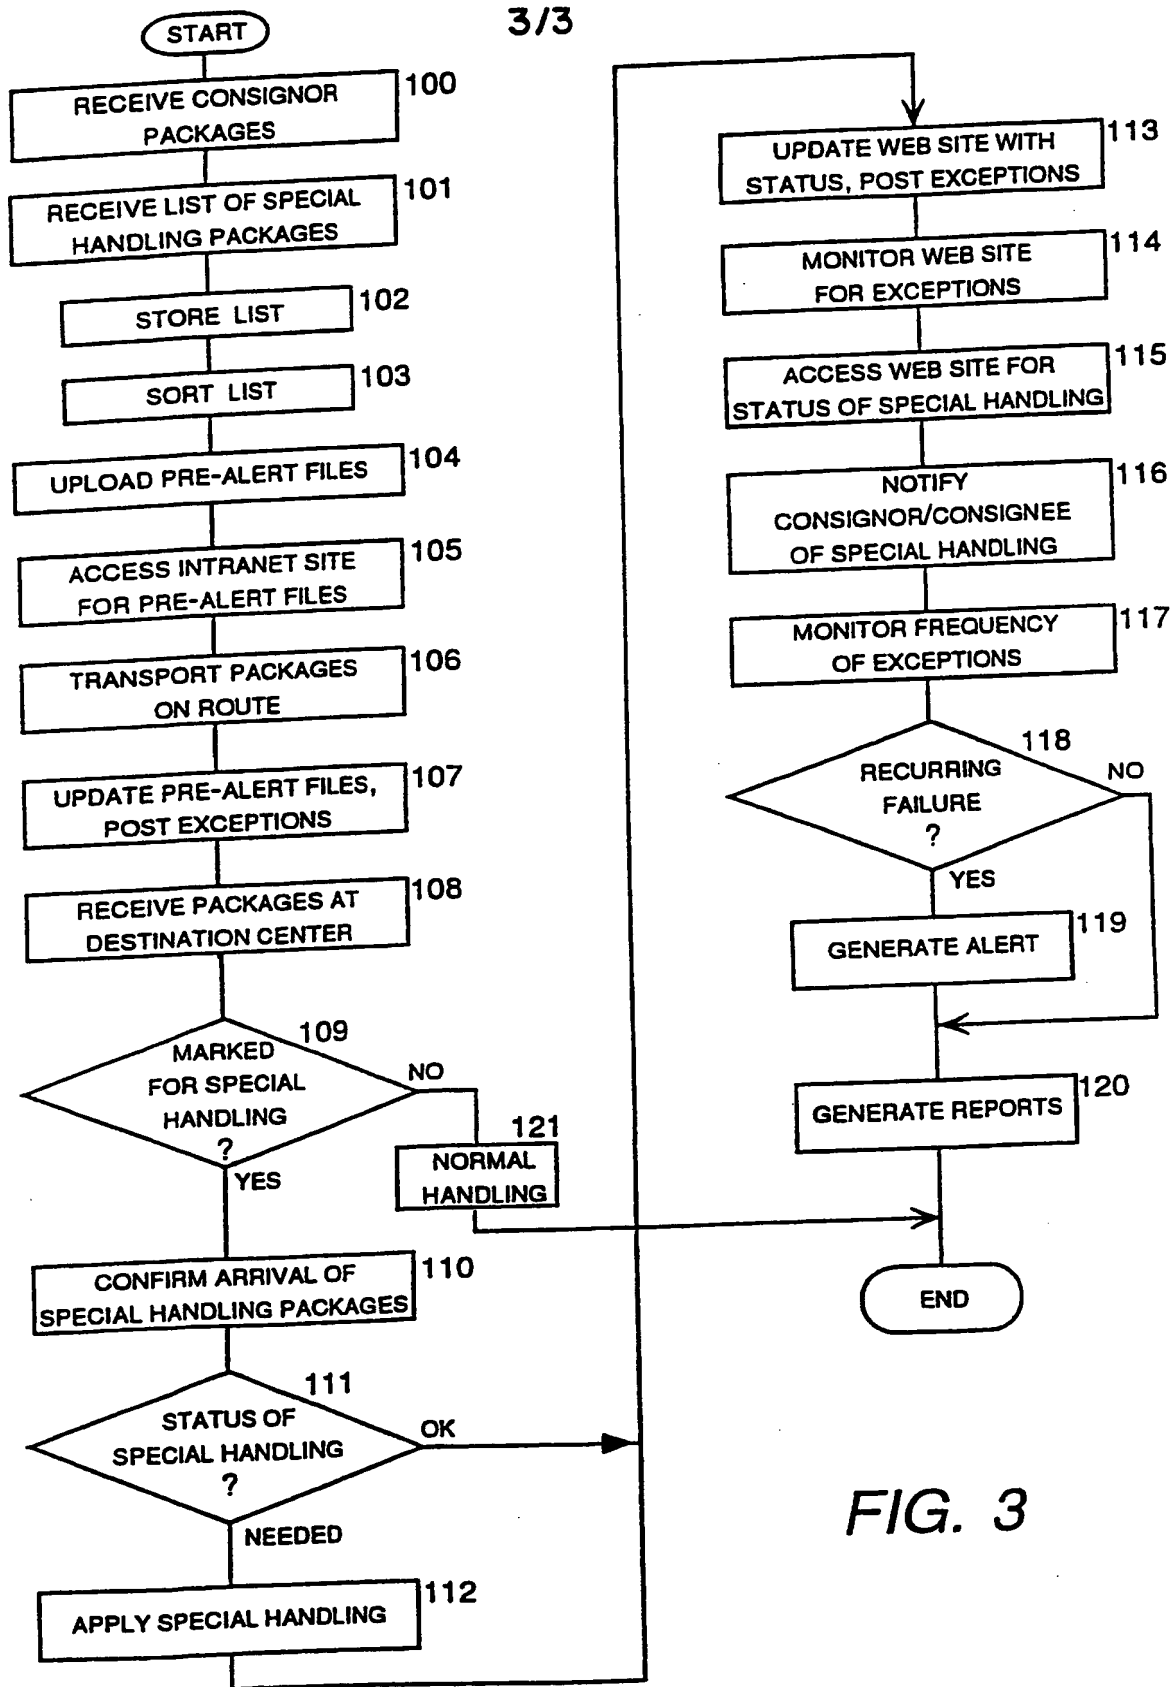 3/3
START
100
RECEIVE CONSIGNOR
PACKAGES
101
RECEIVE LIST OF SPECIAL
HANDLING PACKAGES
102
STORE LIST
103
SORT LIST
104
UPLOAD PRE-ALERT FILES
105
ACCESS INTRANET SITE
FOR PRE-ALERT FILES
106
TRANSPORT PACKAGES
ON ROUTE
107
UPDATE PRE-ALERT FILES,
POST EXCEPTIONS
108
RECEIVE PACKAGES AT
DESTINATION CENTER
109
MARKED
FOR SPECIAL
HANDLING
?
NO
YES
121
NORMAL
HANDLING
110
CONFIRM ARRIVAL OF
SPECIAL HANDLING PACKAGES
111
STATUS OF
SPECIAL HANDLING
?
OK
NEEDED
112
APPLY SPECIAL HANDLING
113
UPDATE WEB SITE WITH
STATUS, POST EXCEPTIONS
114
MONITOR WEB SITE
FOR EXCEPTIONS
115
ACCESS WEB SITE FOR
STATUS OF SPECIAL HANDLING
116
NOTIFY
CONSIGNOR/CONSIGNEE
OF SPECIAL HANDLING
117
MONITOR FREQUENCY
OF EXCEPTIONS
118
RECURRING
FAILURE
?
NO
YES
119
GENERATE ALERT
120
GENERATE REPORTS
END
FIG. 3